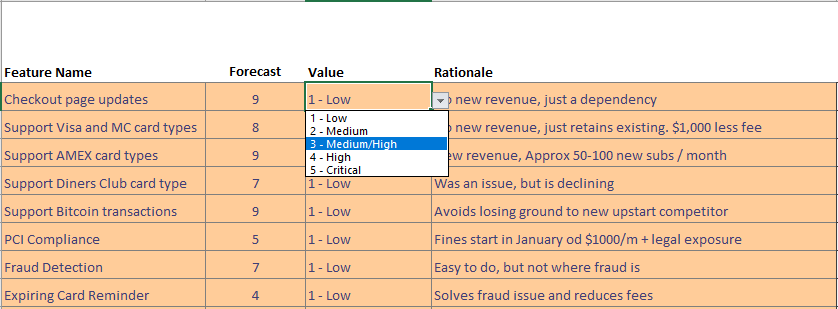 Feature Name Forecast Value Rationale
Checkout page updates 9 1 - Low new revenue, just a dependency
1 - Low
2 - Medium
3 - Medium/High
4 - High
5 - Critical
Support Visa and MC card types 8 new revenue, just retains existing. $1,000 less fee
Support AMEX card types 9 revenue, Approx 50-100 new subs / month
Support Diners Club card type 7 1 - Low Was an issue, but is declining
Support Bitcoin transactions 9 1 - Low Avoids losing ground to new upstart competitor
PCI Compliance 5 1 - Low Fines start in January od $1000/m + legal exposure
Fraud Detection 7 1 - Low Easy to do, but not where fraud is
Expiring Card Reminder 4 1 - Low Solves fraud issue and reduces fees